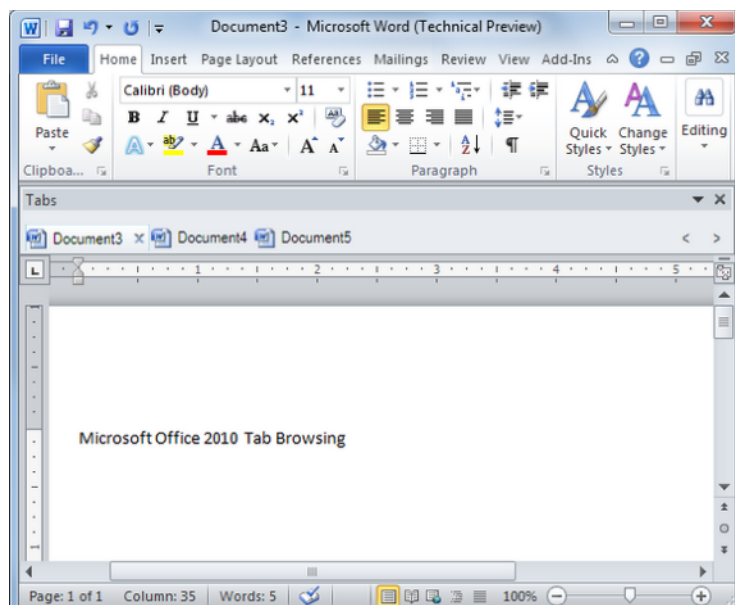 Document3 - Microsoft Word (Technical Preview)
File Home Insert Page Layout References Mailings Review View Add-Ins
Calibri (Body) 11
B I U abc x₂ x²
Paste
Aa A A
Quick Styles Change Styles Editing
Clipboa... Font Paragraph Styles
Tabs
Document3 Document4 Document5
L 1 2 3 4 5
Microsoft Office 2010 Tab Browsing
Page: 1 of 1 Column: 35 Words: 5 100%